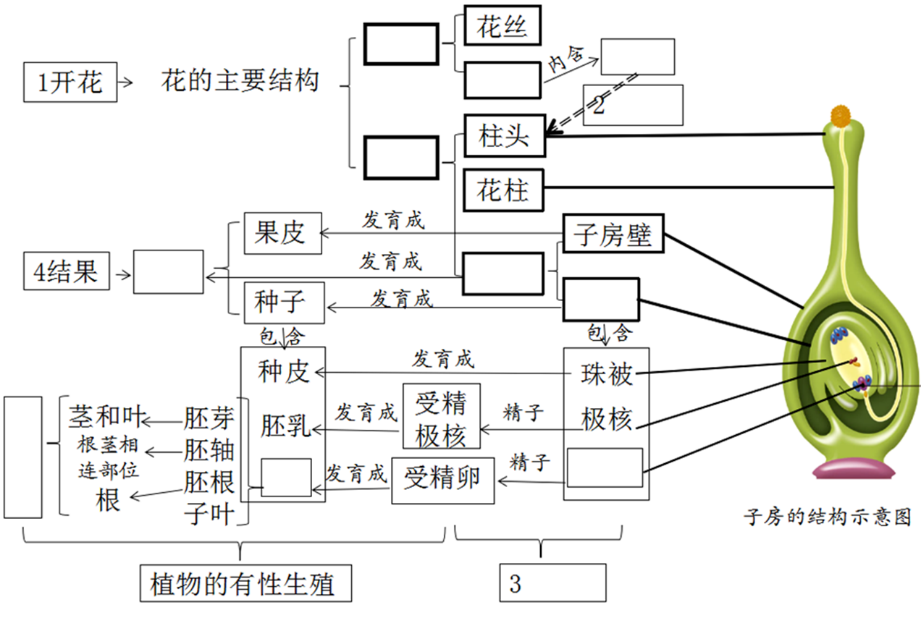 花丝
1开花
花的主要结构
内含
2
柱头
花柱
果皮
发育成
子房壁
4结果
发育成
种子
发育成
包含
包含
种皮
发育成
珠被
茎和叶
胚芽
胚乳
发育成
受精
极核
精子
极核
根茎相
连部位
胚轴
根
胚根
发育成
受精卵
精子
子叶
子房的结构示意图
植物的有性生殖
3